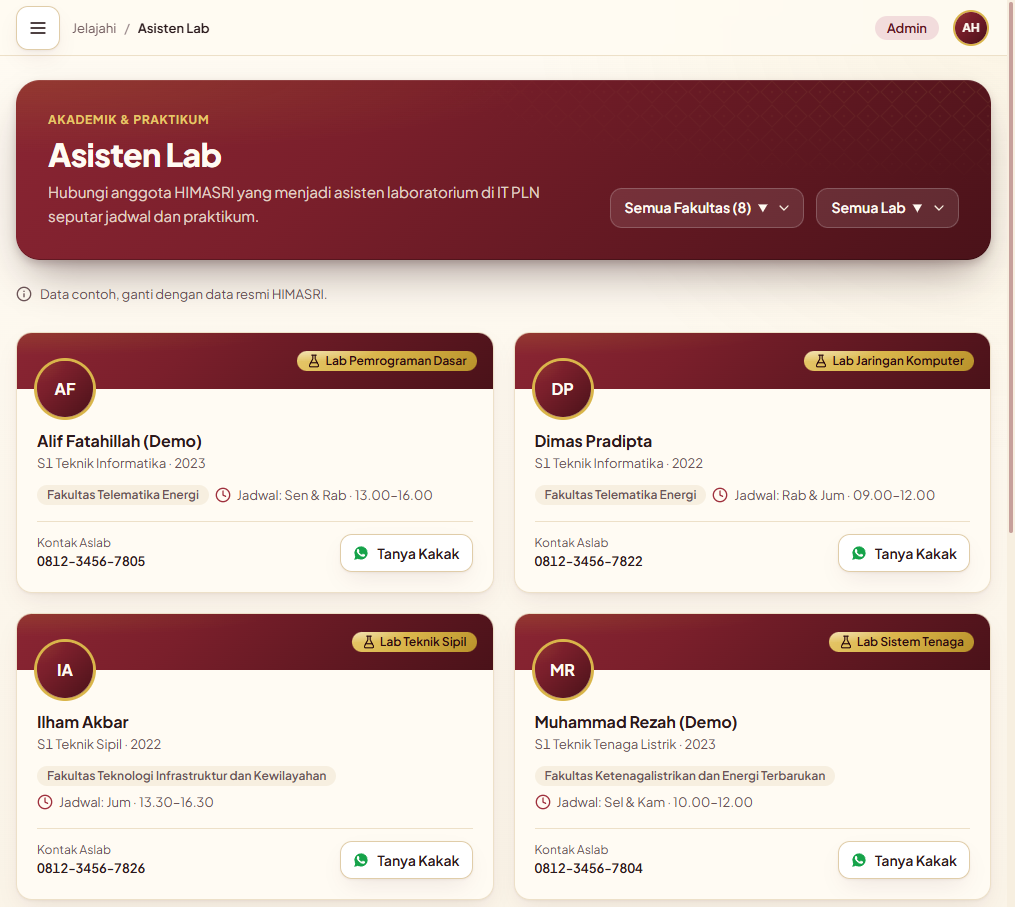 Jelajahi / Asisten Lab
Admin
AH
AKADEMIK & PRAKTIKUM
Asisten Lab
Hubungi anggota HIMASRI yang menjadi asisten laboratorium di IT PLN
seputar jadwal dan praktikum.
Semua Fakultas (8) ▼
Semua Lab ▼
Data contoh, ganti dengan data resmi HIMASRI.
Lab Pemrograman Dasar
AF
Alif Fatahillah (Demo)
S1 Teknik Informatika · 2023
Fakultas Telematika Energi
Jadwal: Sen & Rab · 13.00–16.00
Kontak Aslab
0812-3456-7805
Tanya Kakak
Lab Jaringan Komputer
DP
Dimas Pradipta
S1 Teknik Informatika · 2022
Fakultas Telematika Energi
Jadwal: Rab & Jum · 09.00–12.00
Kontak Aslab
0812-3456-7822
Tanya Kakak
Lab Teknik Sipil
IA
Ilham Akbar
S1 Teknik Sipil · 2022
Fakultas Teknologi Infrastruktur dan Kewilayahan
Jadwal: Jum · 13.30–16.30
Kontak Aslab
0812-3456-7826
Tanya Kakak
Lab Sistem Tenaga
MR
Muhammad Rezah (Demo)
S1 Teknik Tenaga Listrik · 2023
Fakultas Ketenagalistrikan dan Energi Terbarukan
Jadwal: Sel & Kam · 10.00–12.00
Kontak Aslab
0812-3456-7804
Tanya Kakak